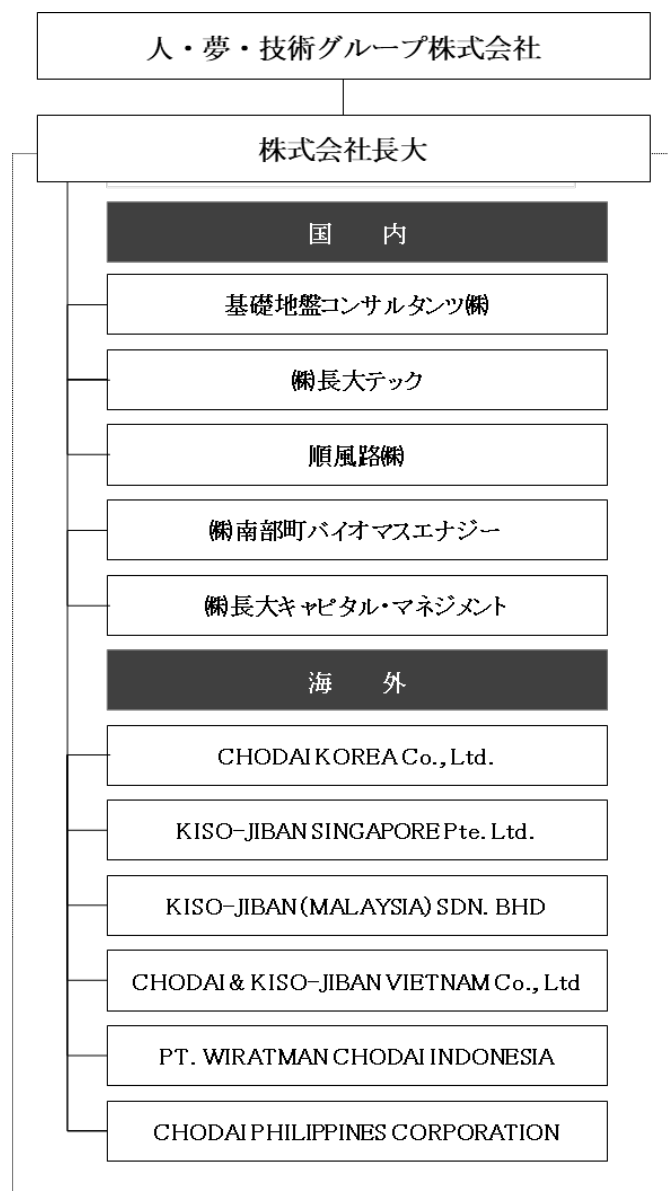 人・夢・技術グループ株式会社
株式会社長大
国　内
基礎地盤コンサルタンツ㈱
㈱長大テック
順風路㈱
㈱南部町バイオマスエナジー
㈱長大キャピタル・マネジメント
海　外
CHODAI KOREA Co., Ltd.
KISO-JIBAN SINGAPORE Pte. Ltd.
KISO-JIBAN (MALAYSIA) SDN. BHD
CHODAI & KISO-JIBAN VIETNAM Co., Ltd
PT. WIRATMAN CHODAI INDONESIA
CHODAI PHILIPPINES CORPORATION